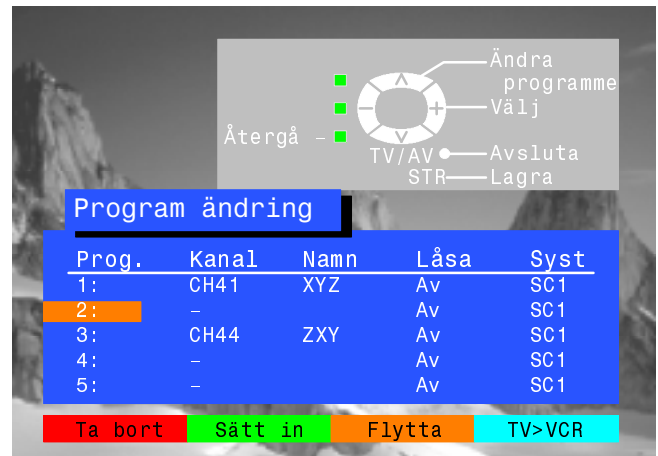 Ändra
programme
Välj
Återgå –
TV/AV Avsluta
STR Lagra
Program ändring
Prog. Kanal Namn Låsa Syst
1: CH41 XYZ Av SC1
2: – Av SC1
3: CH44 ZXY Av SC1
4: – Av SC1
5: – Av SC1
Ta bort Sätt in Flytta TV>VCR